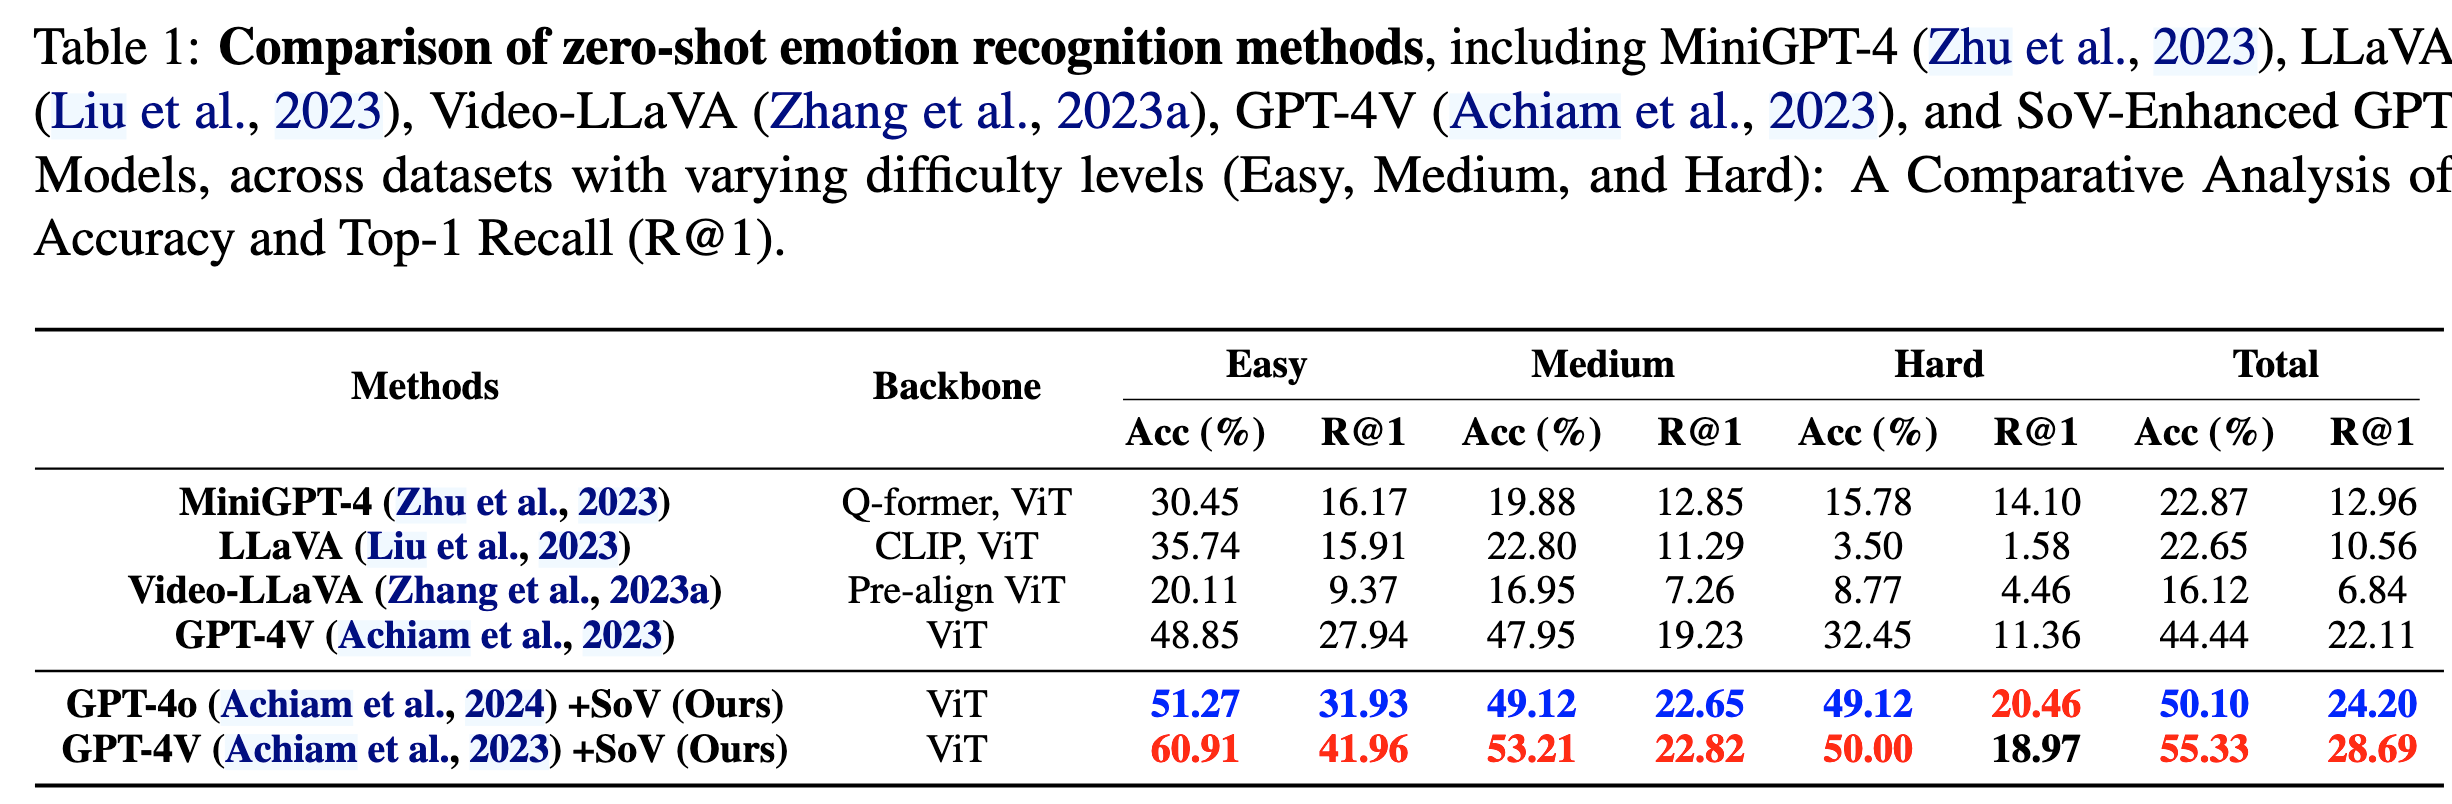 Table 1: Comparison of zero-shot emotion recognition methods, including MiniGPT-4 (Zhu et al., 2023), LLaVA
(Liu et al., 2023), Video-LLaVA (Zhang et al., 2023a), GPT-4V (Achiam et al., 2023), and SoV-Enhanced GPT
Models, across datasets with varying difficulty levels (Easy, Medium, and Hard): A Comparative Analysis of
Accuracy and Top-1 Recall (R@1).
Methods Backbone Easy Medium Hard Total
Acc (%) R@1 Acc (%) R@1 Acc (%) R@1 Acc (%) R@1
MiniGPT-4 (Zhu et al., 2023) Q-former, ViT 30.45 16.17 19.88 12.85 15.78 14.10 22.87 12.96
LLaVA (Liu et al., 2023) CLIP, ViT 35.74 15.91 22.80 11.29 3.50 1.58 22.65 10.56
Video-LLaVA (Zhang et al., 2023a) Pre-align ViT 20.11 9.37 16.95 7.26 8.77 4.46 16.12 6.84
GPT-4V (Achiam et al., 2023) ViT 48.85 27.94 47.95 19.23 32.45 11.36 44.44 22.11
GPT-4o (Achiam et al., 2024) +SoV (Ours) ViT 51.27 31.93 49.12 22.65 49.12 20.46 50.10 24.20
GPT-4V (Achiam et al., 2023) +SoV (Ours) ViT 60.91 41.96 53.21 22.82 50.00 18.97 55.33 28.69